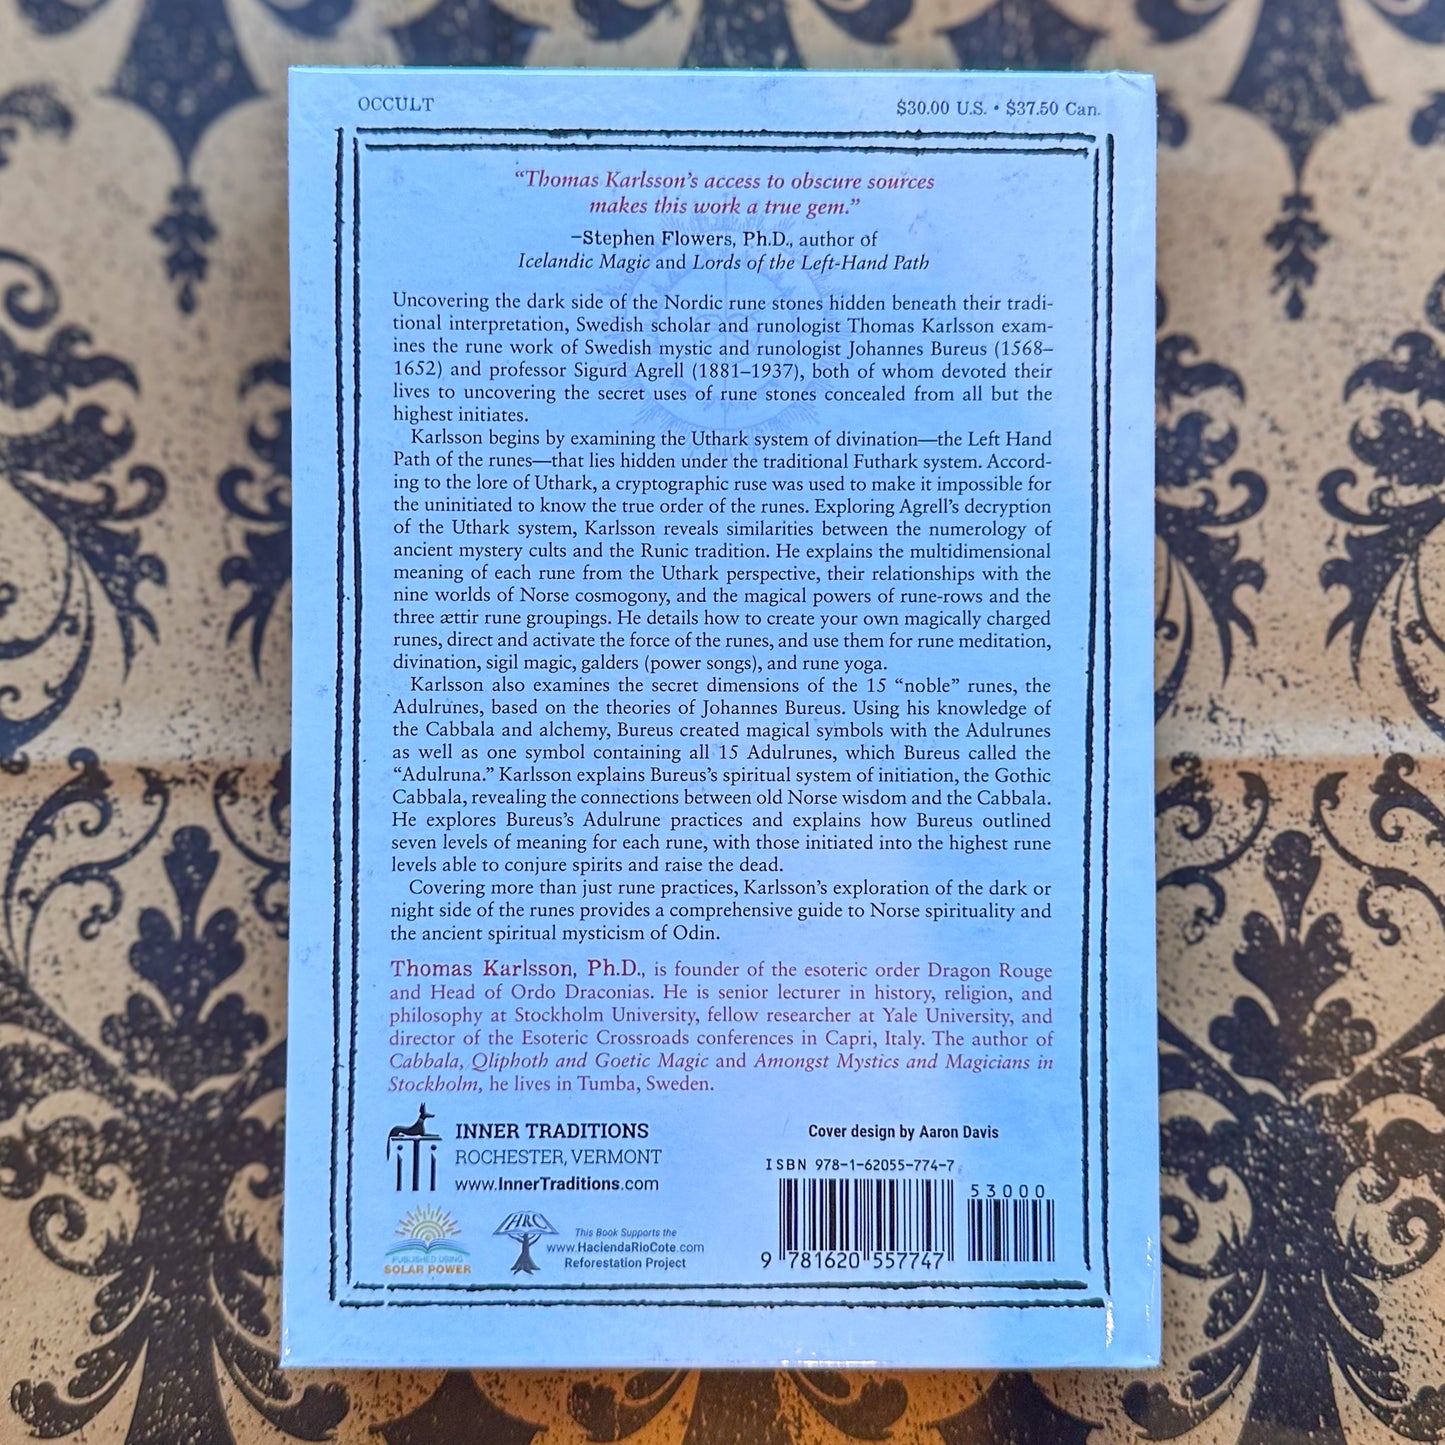 OCCULT
$30.00 U.S. • $37.50 Can.
“Thomas Karlsson’s access to obscure sources
makes this work a true gem.”
–Stephen Flowers, Ph.D., author of
Icelandic Magic and Lords of the Left-Hand Path
Uncovering the dark side of the Nordic rune stones hidden beneath their tradi-
tional interpretation, Swedish scholar and runologist Thomas Karlsson exam-
ines the rune work of Swedish mystic and runologist Johannes Bureus (1568–
1652) and professor Sigurd Agrell (1881–1937), both of whom devoted their
lives to uncovering the secret uses of rune stones concealed from all but the
highest initiates.
Karlsson begins by examining the Uthark system of divination—the Left Hand
Path of the runes—that lies hidden under the traditional Futhark system. Accord-
ing to the lore of Uthark, a cryptographic ruse was used to make it impossible for
the uninitiated to know the true order of the runes. Exploring Agrell’s decryption
of the Uthark system, Karlsson reveals similarities between the numerology of
ancient mystery cults and the Runic tradition. He explains the multidimensional
meaning of each rune from the Uthark perspective, their relationships with the
nine worlds of Norse cosmogony, and the magical powers of rune-rows and the
three ættir rune groupings. He details how to create your own magically charged
runes, direct and activate the force of the runes, and use them for rune meditation,
divination, sigil magic, galders (power songs), and rune yoga.
Karlsson also examines the secret dimensions of the 15 “noble” runes, the
Adulrunes, based on the theories of Johannes Bureus. Using his knowledge of
the Cabbala and alchemy, Bureus created magical symbols with the Adulrunes
as well as one symbol containing all 15 Adulrunes, which Bureus called the
“Adulruna.” Karlsson explains Bureus’s spiritual system of initiation, the Gothic
Cabbala, revealing the connections between old Norse wisdom and the Cabbala.
He explores Bureus’s Adulrune practices and explains how Bureus outlined
seven levels of meaning for each rune, with those initiated into the highest rune
levels able to conjure spirits and raise the dead.
Covering more than just rune practices, Karlsson’s exploration of the dark or
night side of the runes provides a comprehensive guide to Norse spirituality and
the ancient spiritual mysticism of Odin.
Thomas Karlsson, Ph.D., is founder of the esoteric order Dragon Rouge
and Head of Ordo Draconias. He is senior lecturer in history, religion, and
philosophy at Stockholm University, fellow researcher at Yale University, and
director of the Esoteric Crossroads conferences in Capri, Italy. The author of
Cabbala, Qliphoth and Goetic Magic and Amongst Mystics and Magicians in
Stockholm, he lives in Tumba, Sweden.
iTi
INNER TRADITIONS
ROCHESTER, VERMONT
www.InnerTraditions.com
PUBLISHED USING
SOLAR POWER
HRC
This Book Supports the
www.HaciendaRioCote.com
Reforestation Project
Cover design by Aaron Davis
ISBN 978-1-62055-774-7
53000
9 781620 557747